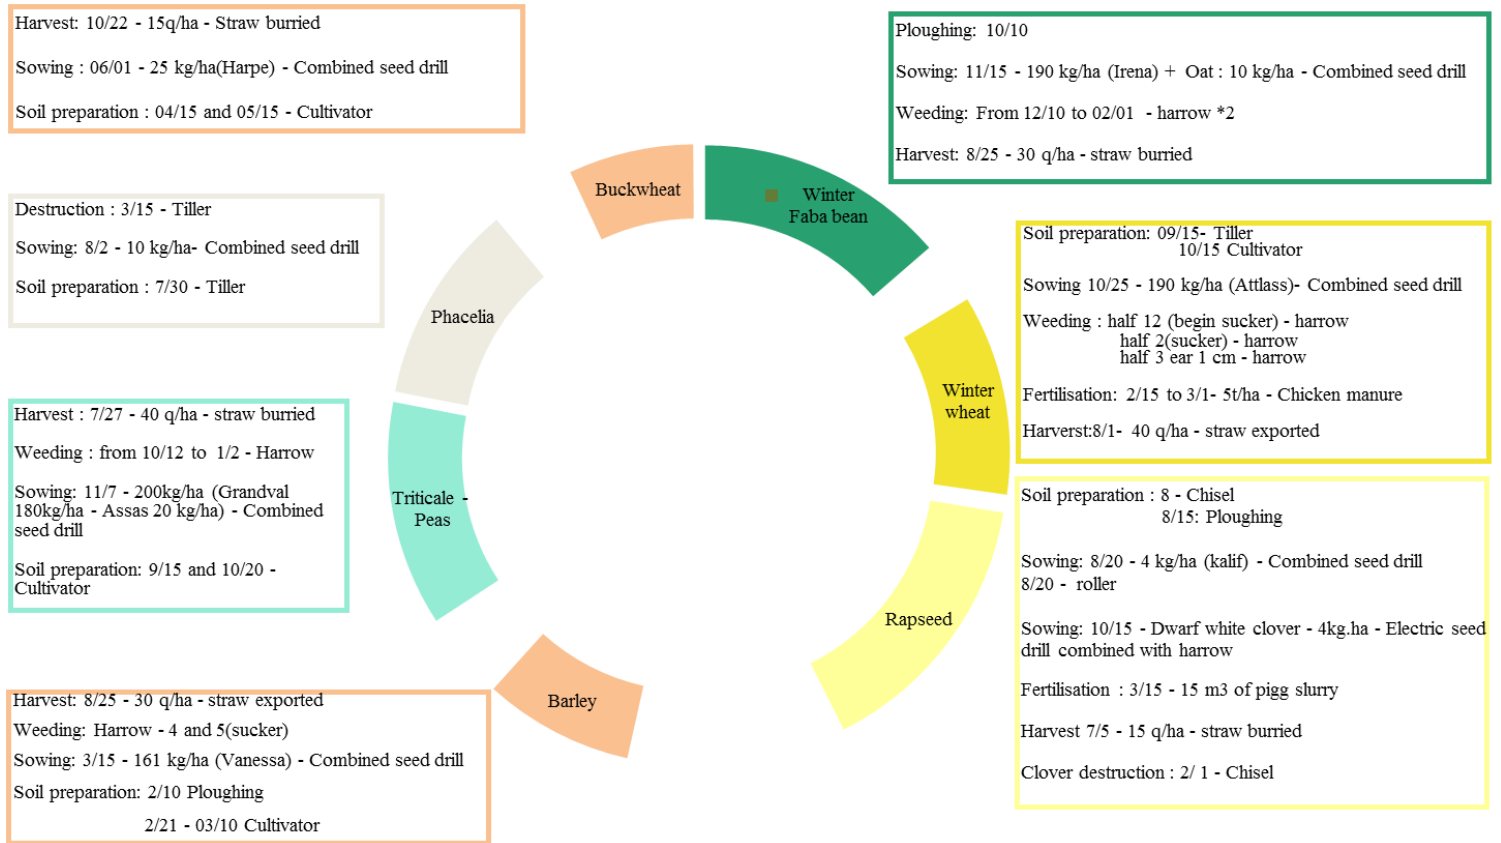 Harvest: 10/22 - 15q/ha - Straw burried
Sowing : 06/01 - 25 kg/ha(Harpe) - Combined seed drill
Soil preparation : 04/15 and 05/15 - Cultivator
Ploughing: 10/10
Sowing: 11/15 - 190 kg/ha (Irena) + Oat : 10 kg/ha - Combined seed drill
Weeding: From 12/10 to 02/01 - harrow *2
Harvest: 8/25 - 30 q/ha - straw burried
Buckwheat
Winter
Faba bean
Destruction : 3/15 - Tiller
Sowing: 8/2 - 10 kg/ha- Combined seed drill
Soil preparation : 7/30 - Tiller
Phacelia
Soil preparation: 09/15- Tiller
10/15 Cultivator
Sowing 10/25 - 190 kg/ha (Attlass)- Combined seed drill
Weeding : half 12 (begin sucker) - harrow
half 2(sucker) - harrow
half 3 ear 1 cm - harrow
Fertilisation: 2/15 to 3/1- 5t/ha - Chicken manure
Harverst:8/1- 40 q/ha - straw exported
Winter
wheat
Harvest : 7/27 - 40 q/ha - straw burried
Weeding : from 10/12 to 1/2 - Harrow
Sowing: 11/7 - 200kg/ha (Grandval
180kg/ha - Assas 20 kg/ha) - Combined
seed drill
Soil preparation: 9/15 and 10/20 -
Cultivator
Triticale -
Peas
Soil preparation : 8 - Chisel
8/15: Ploughing
Sowing: 8/20 - 4 kg/ha (kalif) - Combined seed drill
8/20 - roller
Sowing: 10/15 - Dwarf white clover - 4kg.ha - Electric seed
drill combined with harrow
Fertilisation : 3/15 - 15 m3 of pigg slurry
Harvest 7/5 - 15 q/ha - straw burried
Clover destruction : 2/ 1 - Chisel
Rapseed
Barley
Harvest: 8/25 - 30 q/ha - straw exported
Weeding: Harrow - 4 and 5(sucker)
Sowing: 3/15 - 161 kg/ha (Vanessa) - Combined seed drill
Soil preparation: 2/10 Ploughing
2/21 - 03/10 Cultivator